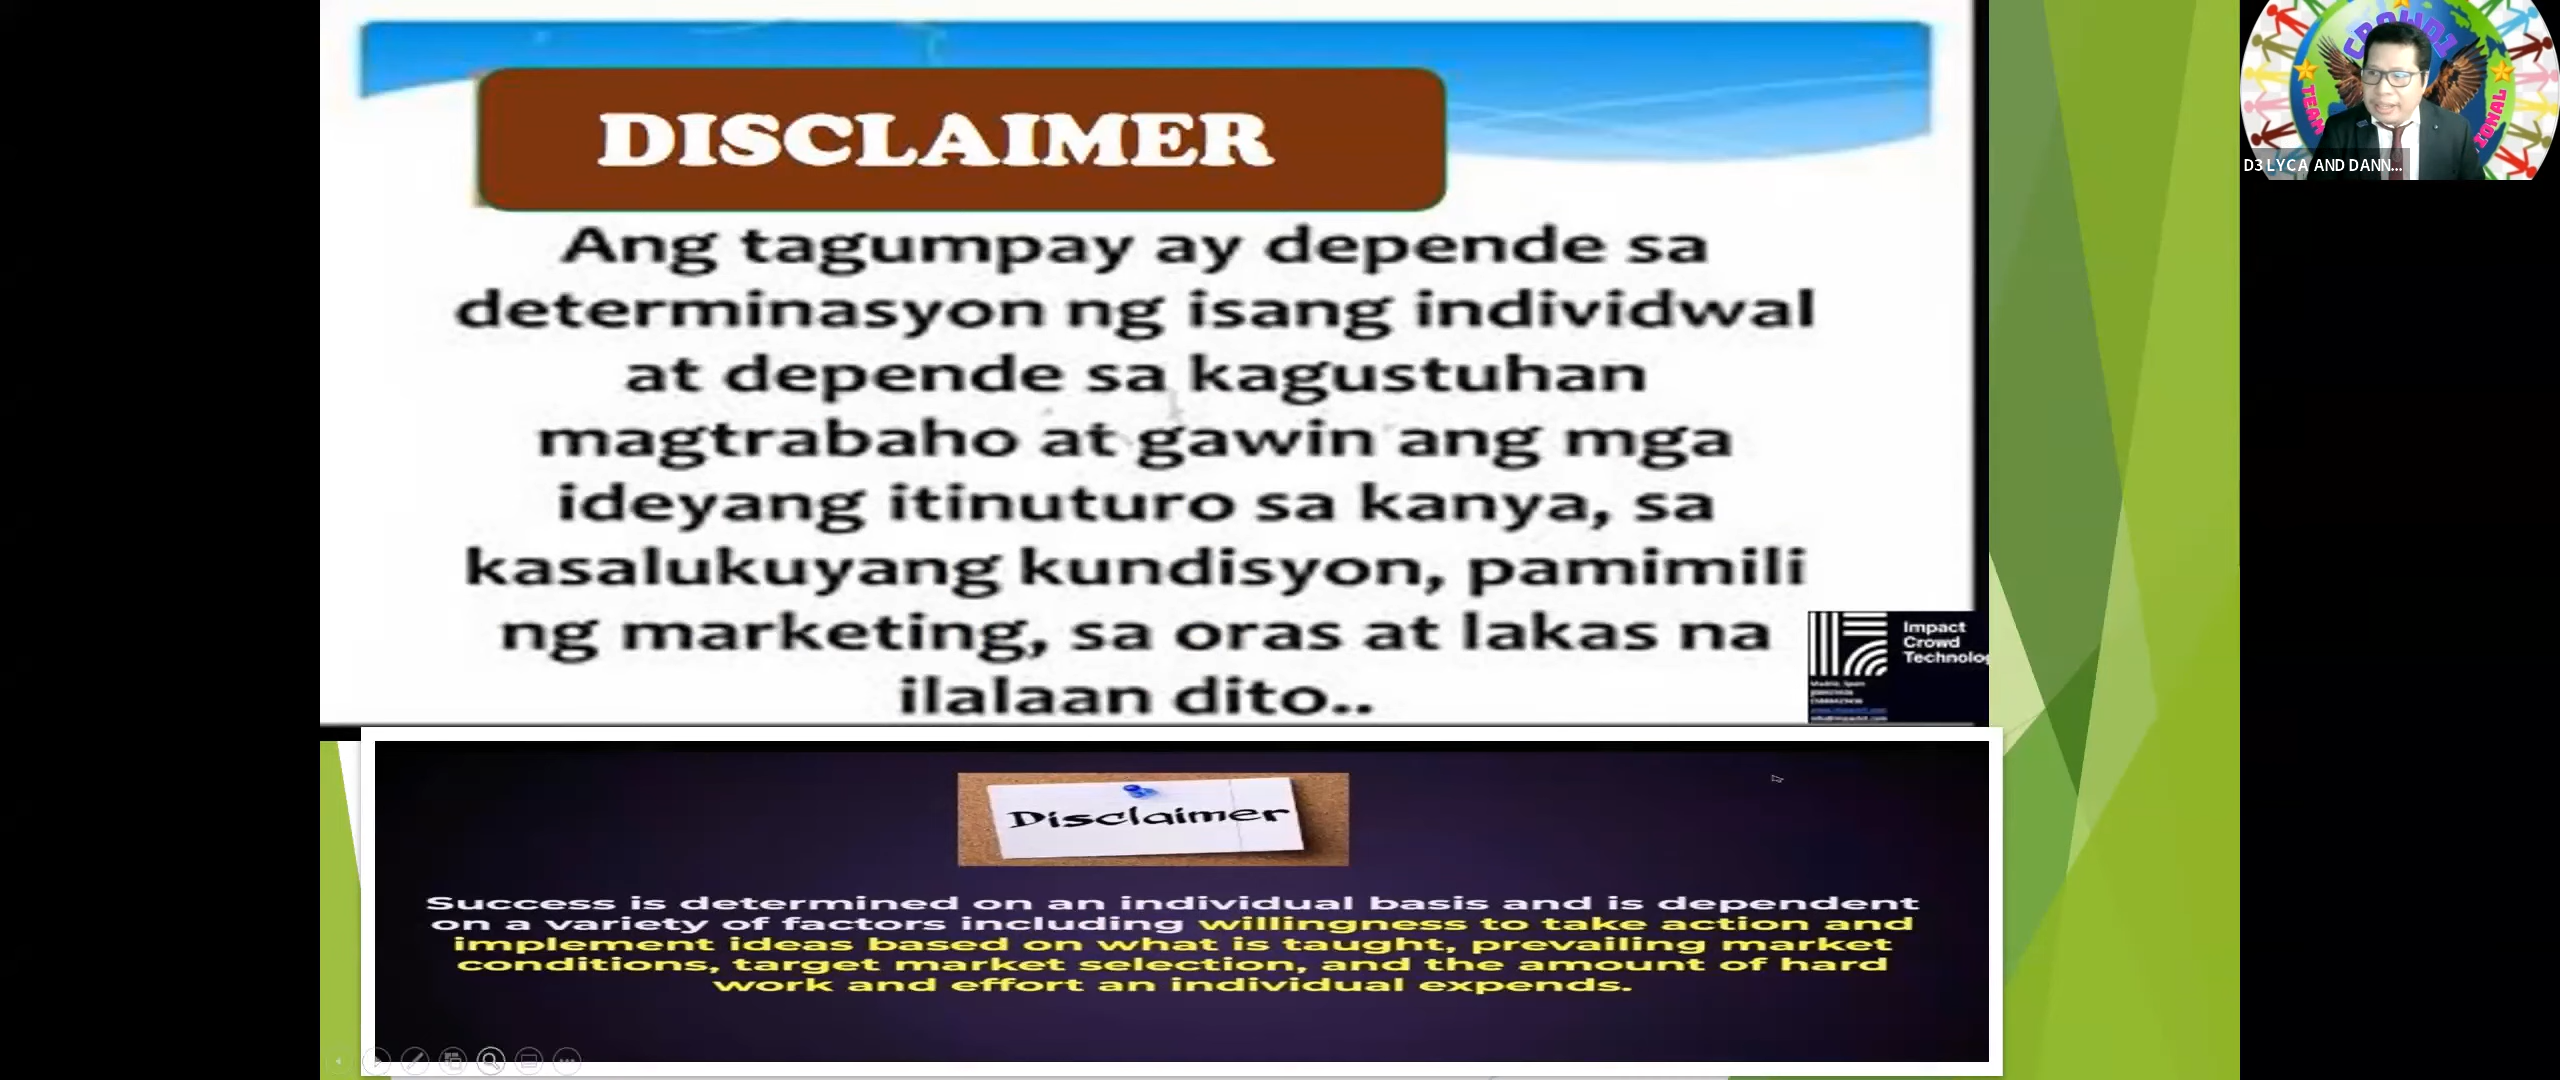 DISCLAIMER
Ang tagumpay ay depende sa
determinasyon ng isang individwal
at depende sa kagustuhan
magtrabaho at gawin ang mga
ideyang itinuturo sa kanya, sa
kasalukuyang kundisyon, pamimili
ng marketing, sa oras at lakas na
ilalaan dito..
Impact
Crowd
Technolog
Disclaimer
Success is determined on an individual basis and is dependent
on a variety of factors including willingness to take action and
implement ideas based on what is taught, prevailing market
conditions, target market selection, and the amount of hard
work and effort an individual expends.
CROWD1
TEAM
IONAL
D3 LYCA AND DANN...